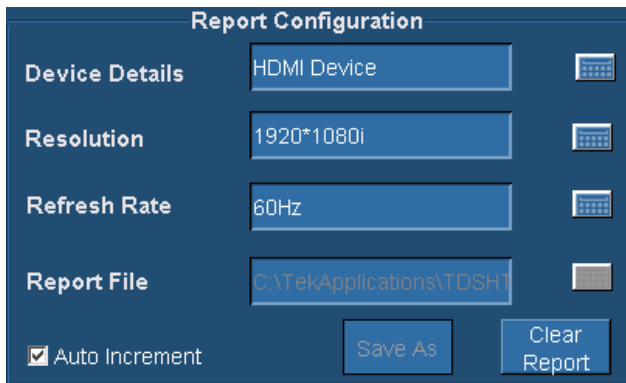 Report Configuration
Device Details
HDMI Device
Resolution
1920*1080i
Refresh Rate
60Hz
Report File
C:\TekApplications\TDSHT
Auto Increment
Save As
Clear
Report